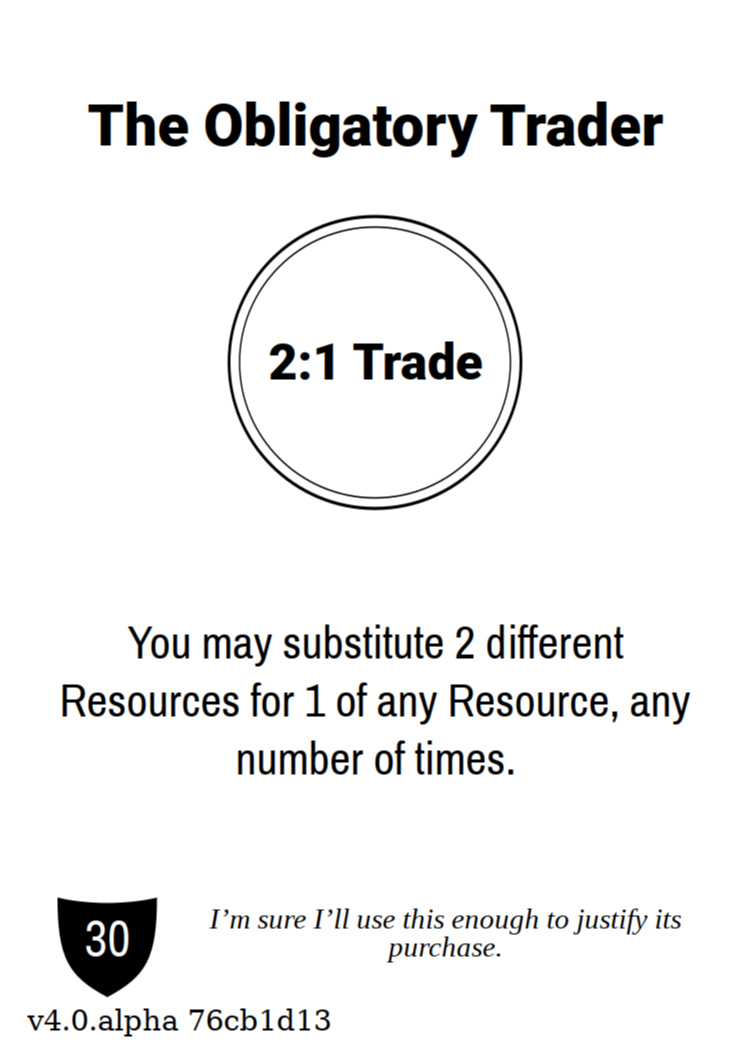 The Obligatory Trader
2:1 Trade
You may substitute 2 different
Resources for 1 of any Resource, any
number of times.
30
I’m sure I’ll use this enough to justify its
purchase.
v4.0.alpha 76cb1d13